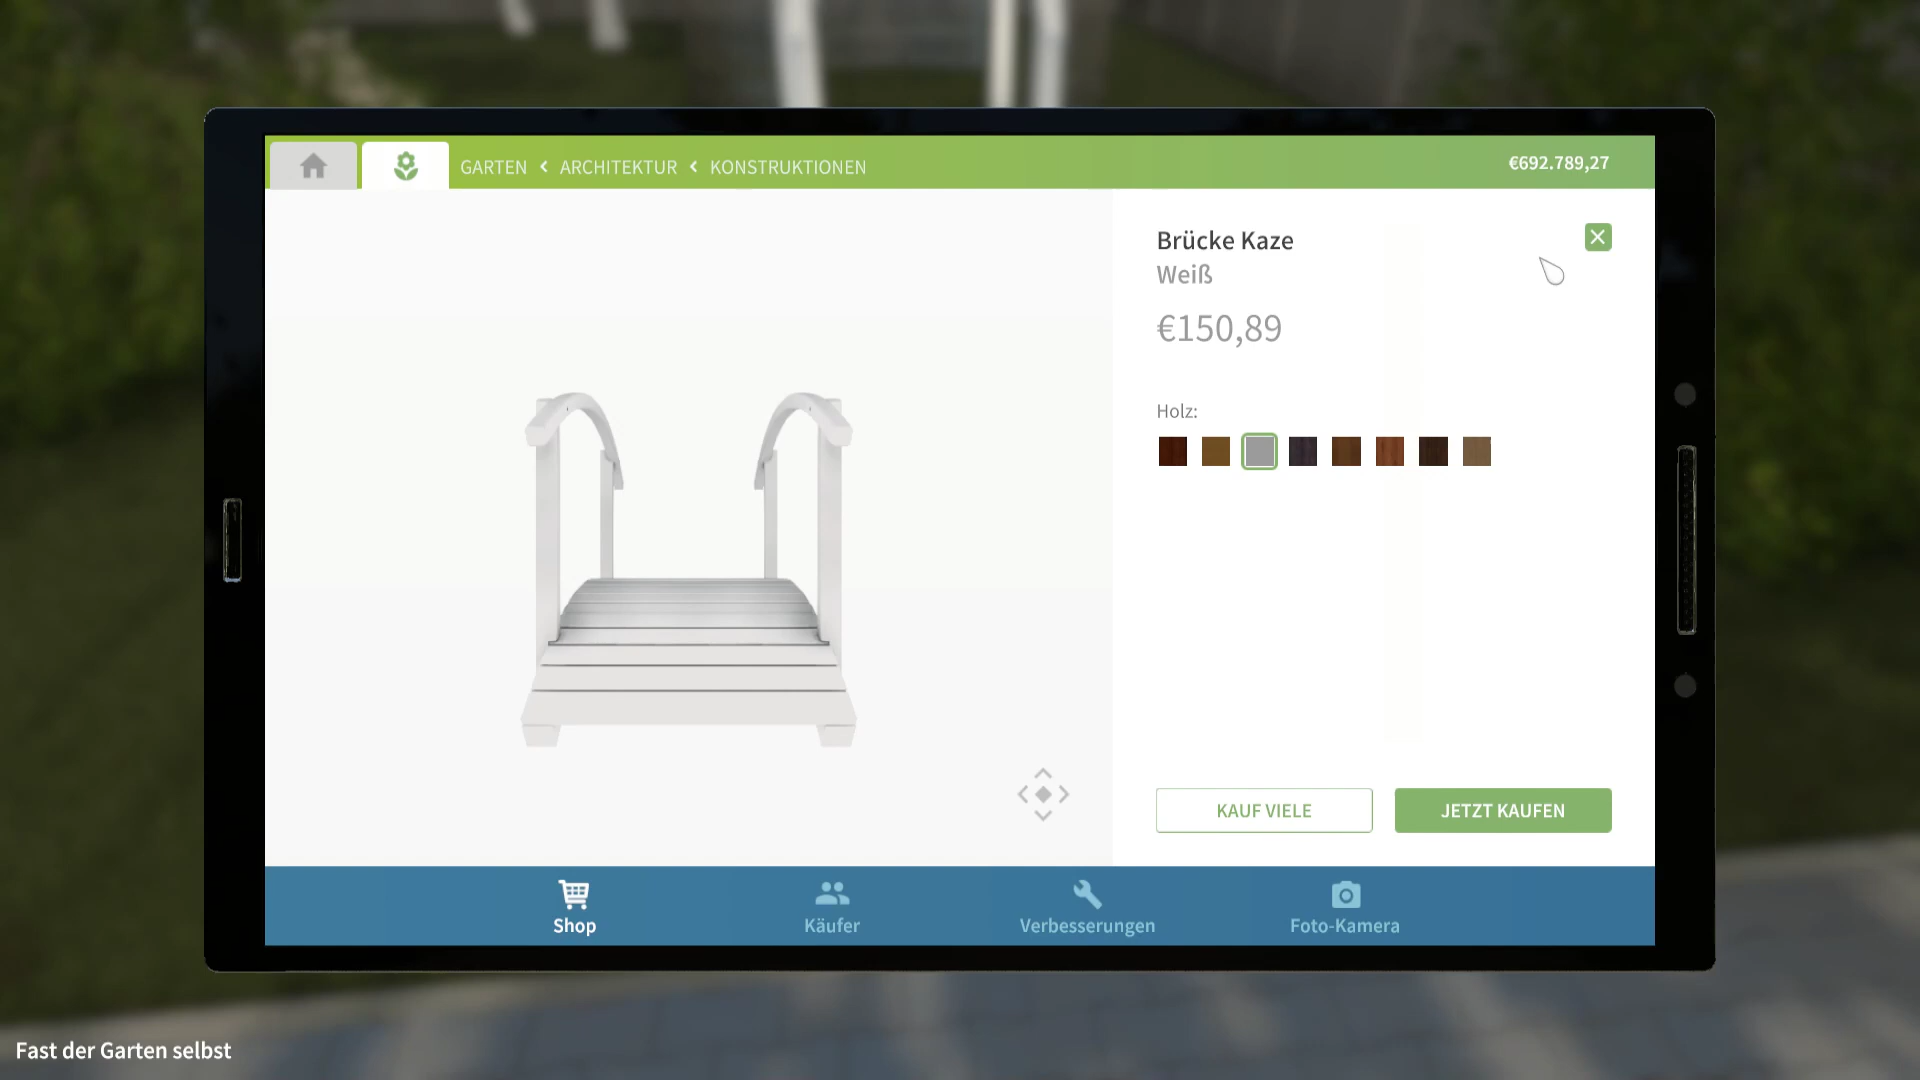 GARTEN < ARCHITEKTUR < KONSTRUKTIONEN
€692.789,27
Brücke Kaze
Weiß
€150,89
Holz:
KAUF VIELE
JETZT KAUFEN
Shop
Käufer
Verbesserungen
Foto-Kamera
Fast der Garten selbst